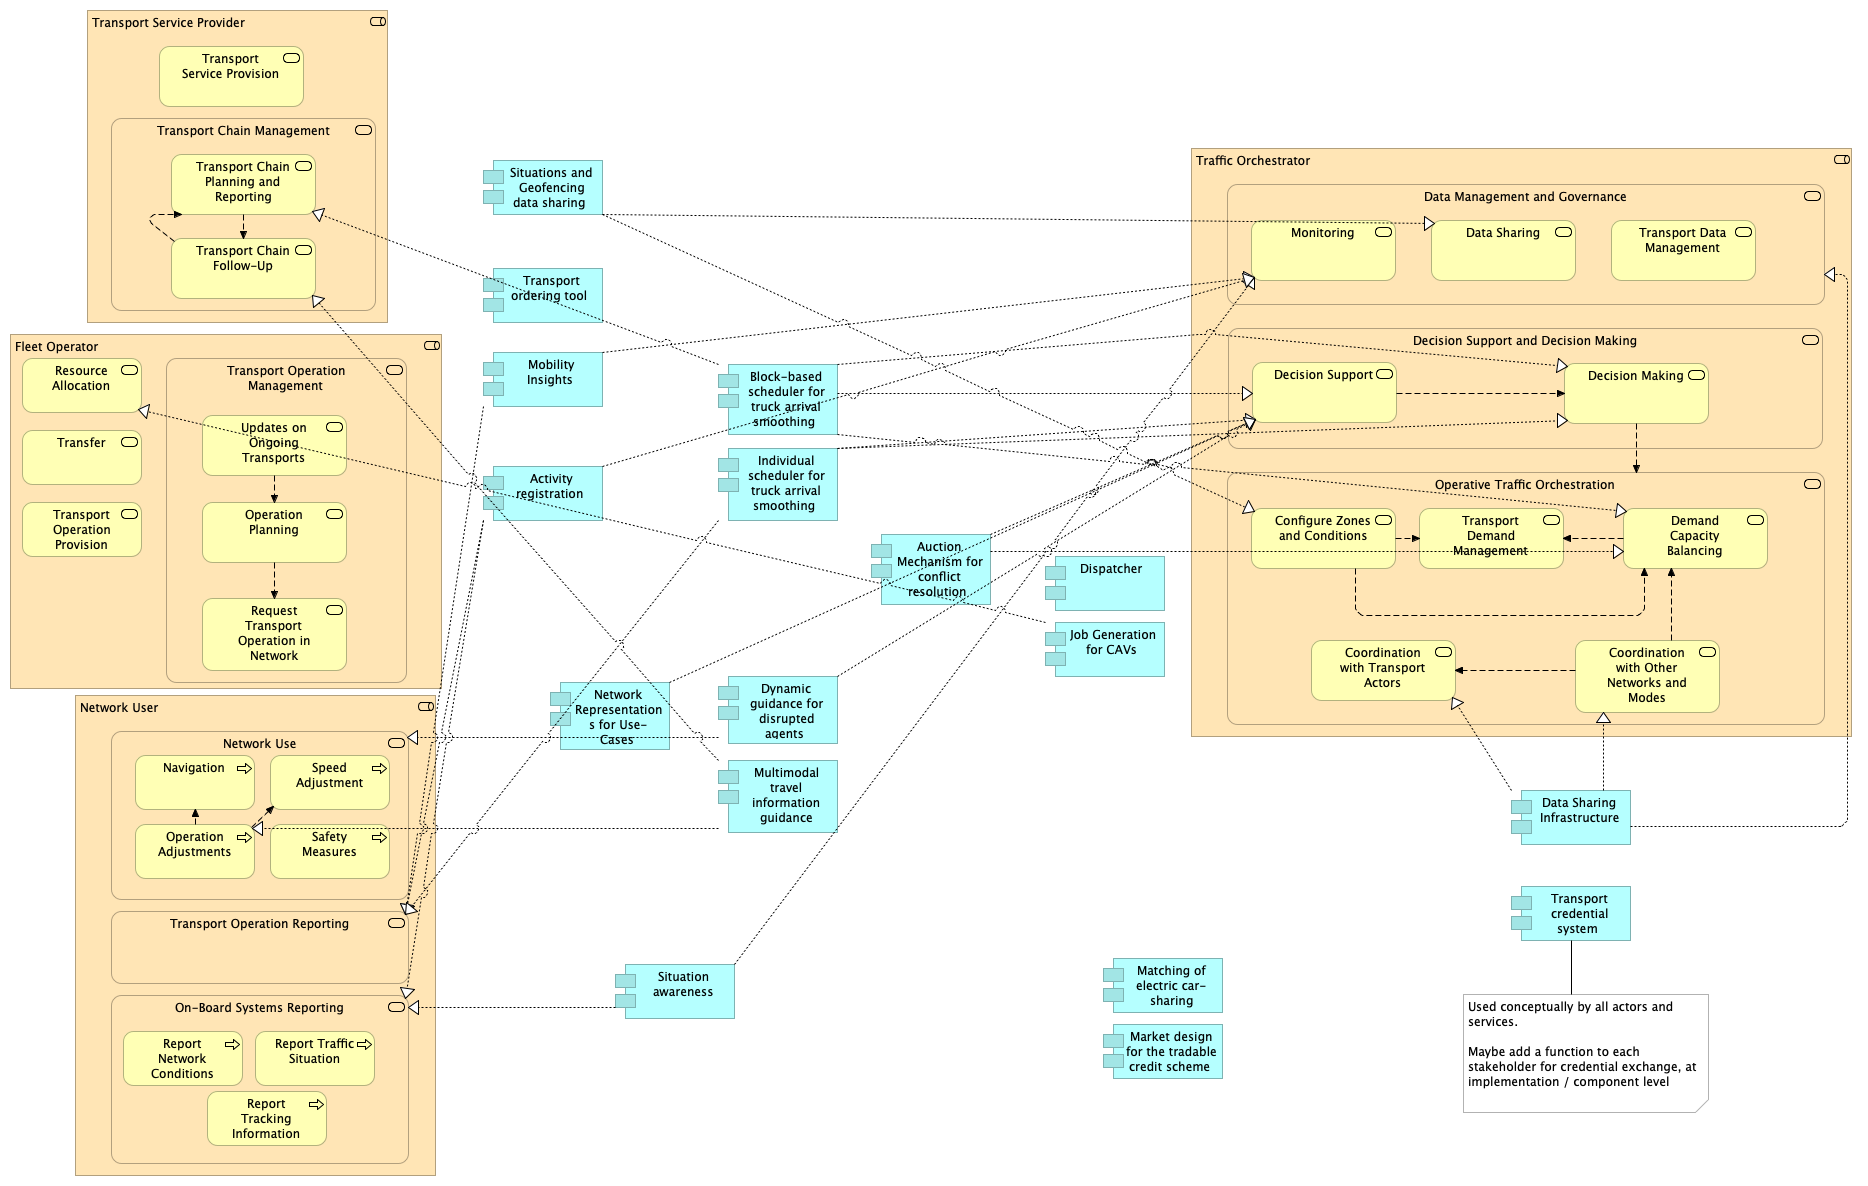 Transport Service Provider
Transport
Service Provision
Transport Chain Management
Transport Chain
Planning and
Reporting
Transport Chain
Follow-Up
Fleet Operator
Resource
Allocation
Transfer
Transport
Operation
Provision
Transport Operation
Management
Updates on
Ongoing
Transports
Operation
Planning
Request
Transport
Operation in
Network
Network User
Network Use
Navigation
Speed
Adjustment
Operation
Adjustments
Safety
Measures
Transport Operation Reporting
On-Board Systems Reporting
Report
Network
Conditions
Report Traffic
Situation
Report
Tracking
Information
Situations and
Geofencing
data sharing
Transport
ordering tool
Mobility
Insights
Activity
registration
Block-based
scheduler for
truck arrival
smoothing
Individual
scheduler for
truck arrival
smoothing
Auction
Mechanism for
conflict
resolution
Dispatcher
Job Generation
for CAVs
Network
Representation
s for Use-
Cases
Dynamic
guidance for
disrupted
agents
Multimodal
travel
information
guidance
Situation
awareness
Matching of
electric car-
sharing
Market design
for the tradable
credit scheme
Traffic Orchestrator
Data Management and Governance
Monitoring
Data Sharing
Transport Data
Management
Decision Support and Decision Making
Decision Support
Decision Making
Operative Traffic Orchestration
Configure Zones
and Conditions
Transport
Demand
Management
Demand
Capacity
Balancing
Coordination
with Transport
Actors
Coordination
with Other
Networks and
Modes
Data Sharing
Infrastructure
Transport
credential
system
Used conceptually by all actors and
services.
Maybe add a function to each
stakeholder for credential exchange, at
implementation / component level